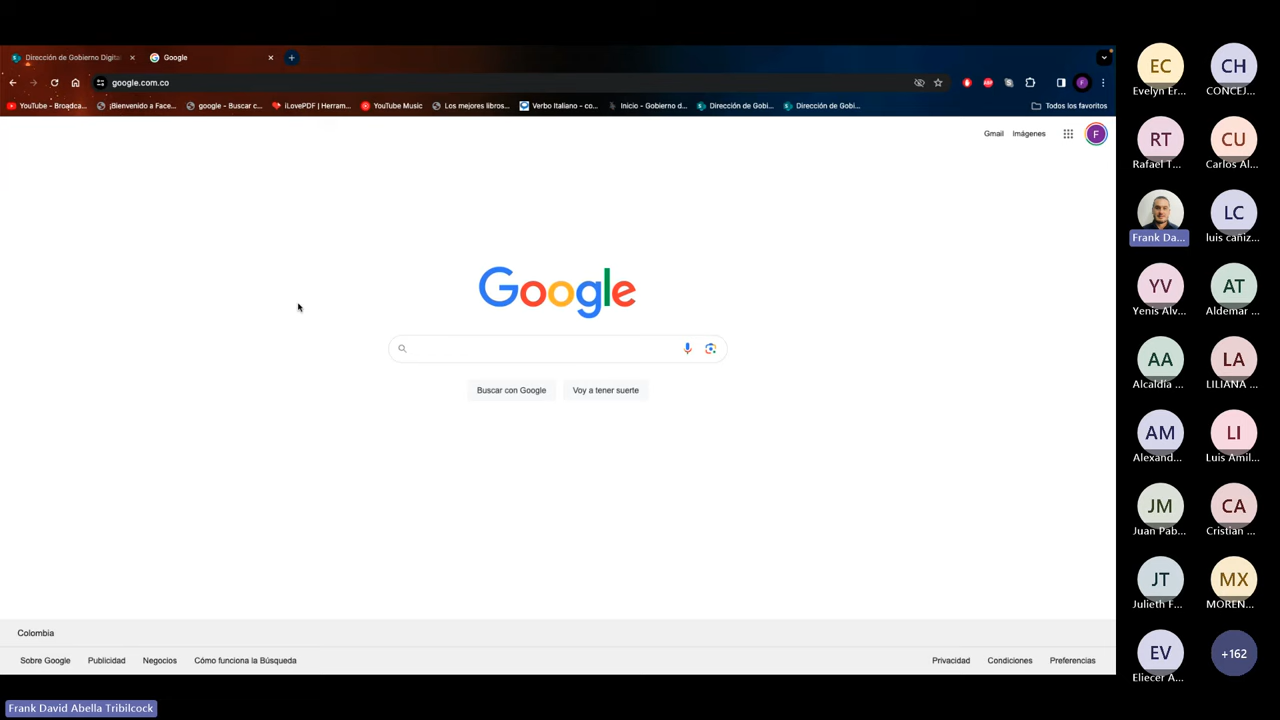 Dirección de Gobierno Digital
Google
google.com.co
YouTube - Broadca...
¡Bienvenido a Face...
google - Buscar c...
iLovePDF | Herram...
YouTube Music
Los mejores libros...
Verbo Italiano - co...
Inicio - Gobierno d...
Dirección de Gobi...
Dirección de Gobi...
Todos los favoritos
Gmail
Imágenes
F
Google
Buscar con Google
Voy a tener suerte
Colombia
Sobre Google
Publicidad
Negocios
Cómo funciona la Búsqueda
Privacidad
Condiciones
Preferencias
EC
Evelyn Er...
CH
CONCEJ...
RT
Rafael T...
CU
Carlos Al...
Frank Da...
LC
luis cañiz...
YV
Yenis Alv...
AT
Aldemar ...
AA
Alcaldía ...
LA
LILIANA ...
AM
Alexand...
LI
Luis Amil...
JM
Juan Pab...
CA
Cristian ...
JT
Julieth F...
MX
MOREN...
EV
Eliecer A...
+162
Frank David Abella Tribilcock